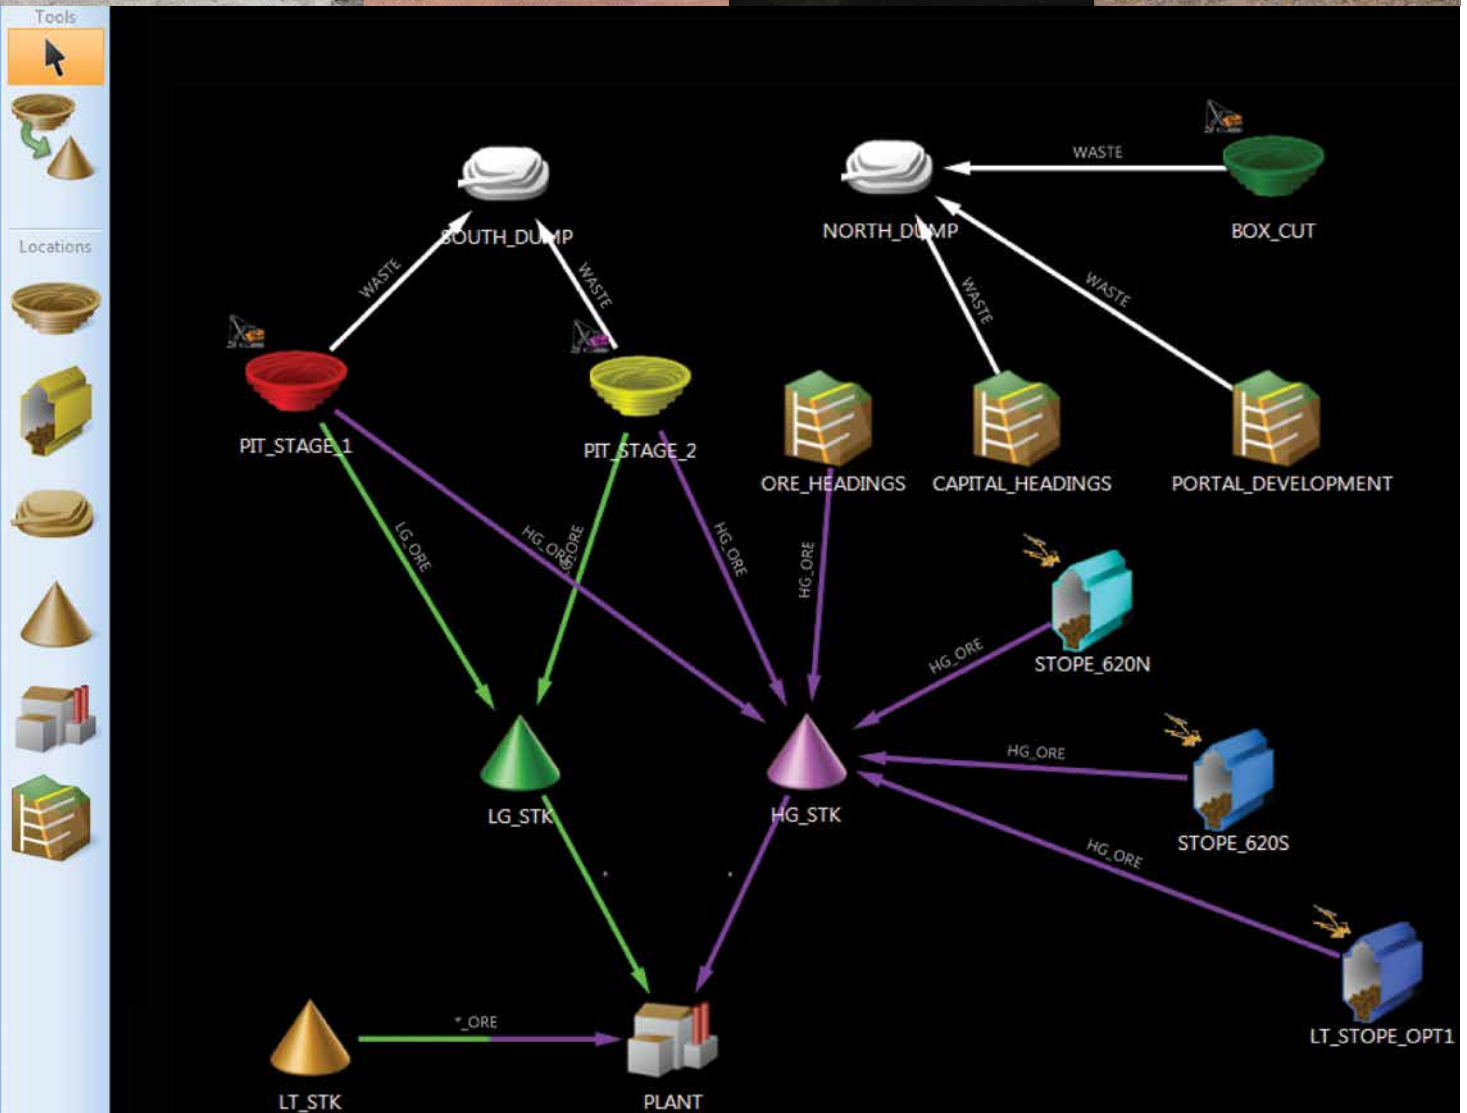 Tools
Locations
WASTE
SOUTH_DUMP
NORTH_DUMP
BOX_CUT
WASTE
WASTE
WASTE
WASTE
PIT_STAGE_1
PIT_STAGE_2
ORE_HEADINGS
CAPITAL_HEADINGS
PORTAL_DEVELOPMENT
LG_ORE
HG_ORE
LG_ORE
HG_ORE
HG_ORE
HG_ORE
STOPE_620N
HG_ORE
LG_STK
HG_STK
STOPE_620S
HG_ORE
*_ORE
LT_STOPE_OPT1
LT_STK
PLANT